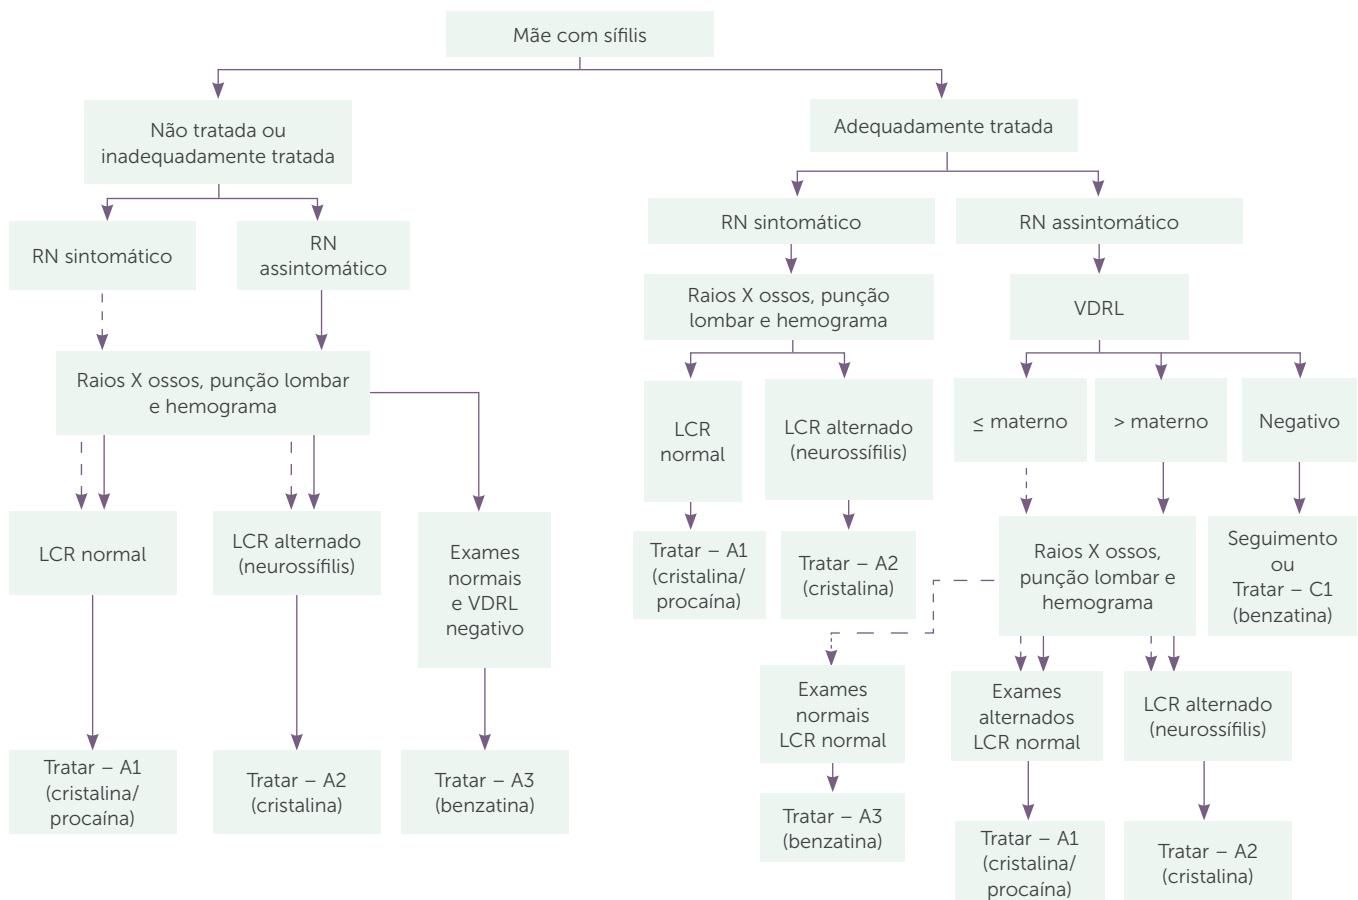 Mãe com sífilis
Não tratada ou
inadequadamente tratada
Adequadamente tratada
RN sintomático
RN
assintomático
RN sintomático
RN assintomático
Raios X ossos, punção lombar
e hemograma
Raios X ossos, punção
lombar e hemograma
VDRL
LCR
normal
LCR alternado
(neurossífilis)
≤ materno
> materno
Negativo
LCR normal
LCR alternado
(neurossífilis)
Exames
normais
e VDRL
negativo
Tratar – A1
(cristalina/
procaína)
Tratar – A2
(cristalina)
Raios X ossos,
punção lombar e
hemograma
Seguimento
ou
Tratar – C1
(benzatina)
Exames
normais
LCR normal
Exames
alternados
LCR normal
LCR alternado
(neurossífilis)
Tratar – A1
(cristalina/
procaína)
Tratar – A2
(cristalina)
Tratar – A3
(benzatina)
Tratar – A3
(benzatina)
Tratar – A1
(cristalina/
procaína)
Tratar – A2
(cristalina)